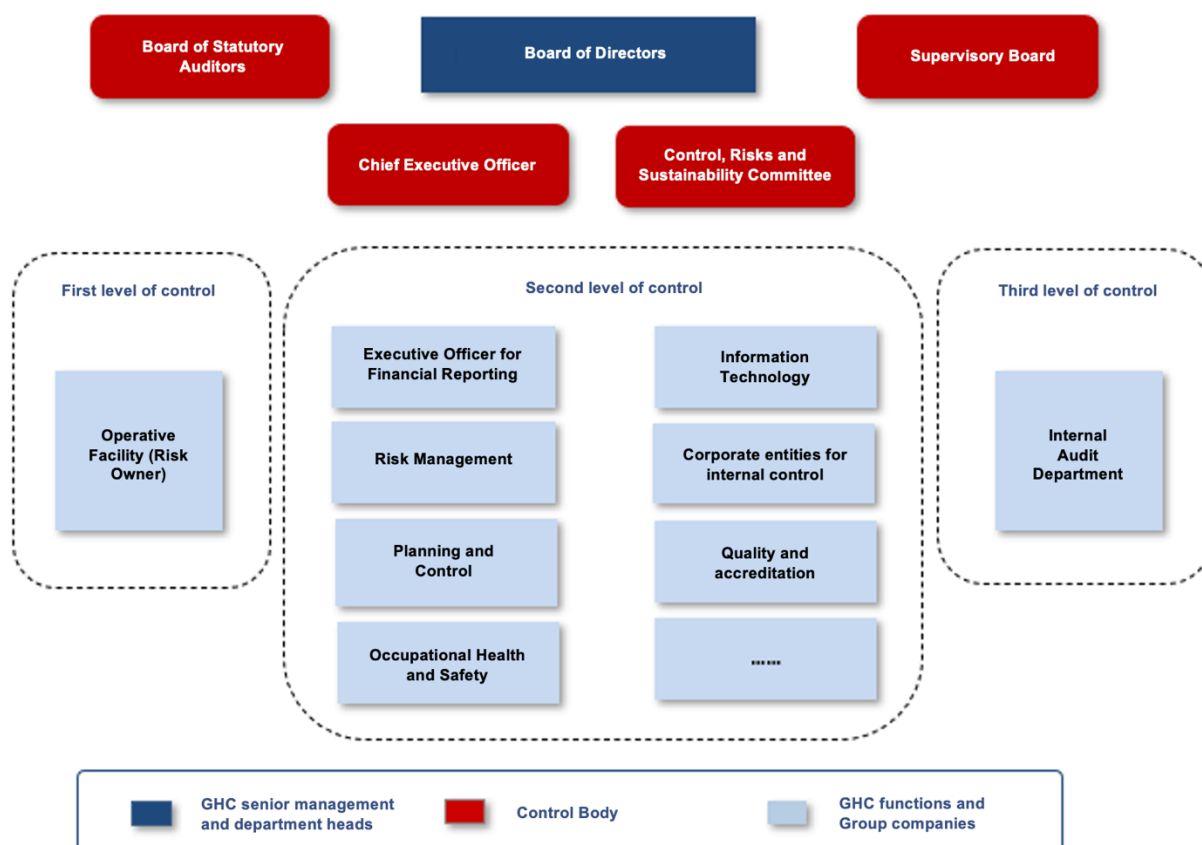 Board of Statutory
Auditors
Board of Directors
Supervisory Board
Chief Executive Officer
Control, Risks and
Sustainability Committee
First level of control
Operative
Facility (Risk
Owner)
Second level of control
Executive Officer for
Financial Reporting
Information
Technology
Risk Management
Corporate entities for
internal control
Planning and
Control
Quality and
accreditation
Occupational Health
and Safety
......
Third level of control
Internal
Audit
Department
GHC senior management
and department heads
Control Body
GHC functions and
Group companies